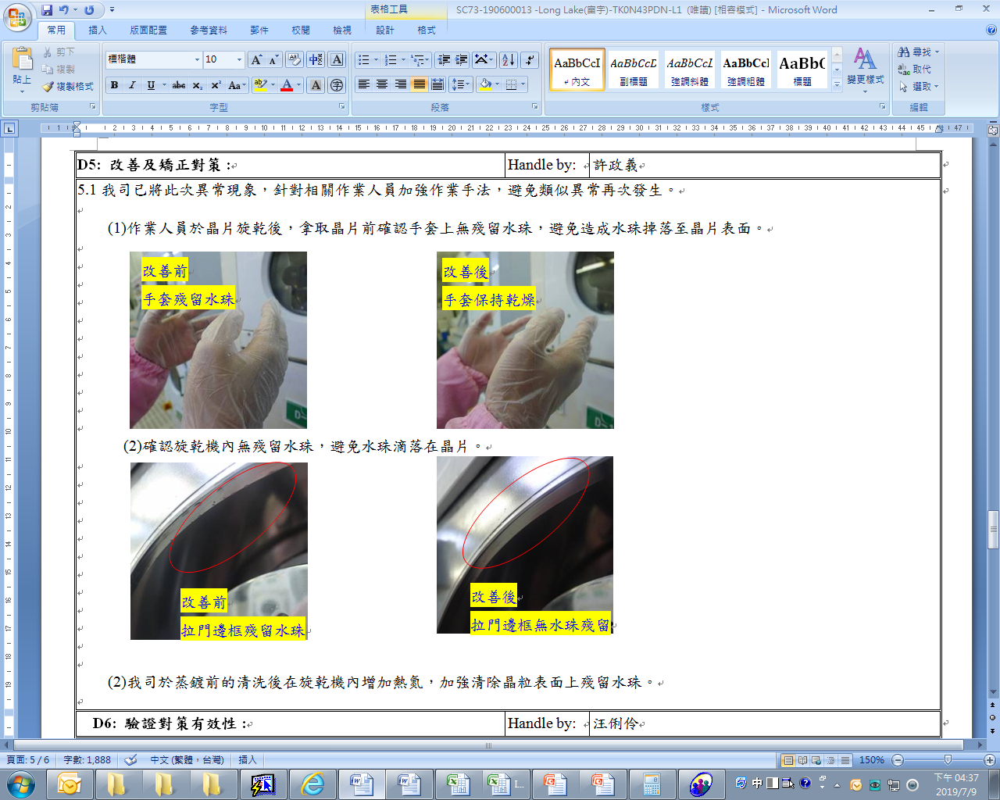 表格工具
SC73-190600013 -Long Lake(富宇)-TK0N43PDN-L1 (唯讀) [相容模式] - Microsoft Word
常用 插入 版面配置 參考資料 郵件 校閱 檢視 設計 格式
貼上
剪下
複製
複製格式
剪貼簿
標楷體 10
字型
段落
AaBbCcI AaBbCcD AaBbCcL AaBbCcI AaBbC
內文 副標題 強調斜體 強調粗體 標題
變更樣式
樣式
尋找
取代
選取
編輯
D5: 改善及矯正對策 : Handle by: 許政義
5.1 我司已將此次異常現象，針對相關作業人員加強作業手法，避免類似異常再次發生。
(1)作業人員於晶片旋乾後，拿取晶片前確認手套上無殘留水珠，避免造成水珠掉落至晶片表面。
改善前
手套殘留水珠
改善後
手套保持乾燥
(2)確認旋乾機內無殘留水珠，避免水珠滴落在晶片。
改善前
拉門邊框殘留水珠
改善後
拉門邊框無水珠殘留
(2)我司於蒸鍍前的清洗後在旋乾機內增加熱氮，加強清除晶粒表面上殘留水珠。
D6: 驗證對策有效性 : Handle by: 汪俐伶
頁面: 5 / 6 字數: 1,888 中文 (繁體，台灣) 插入 150%
L...
中
下午 04:37
2019/7/9